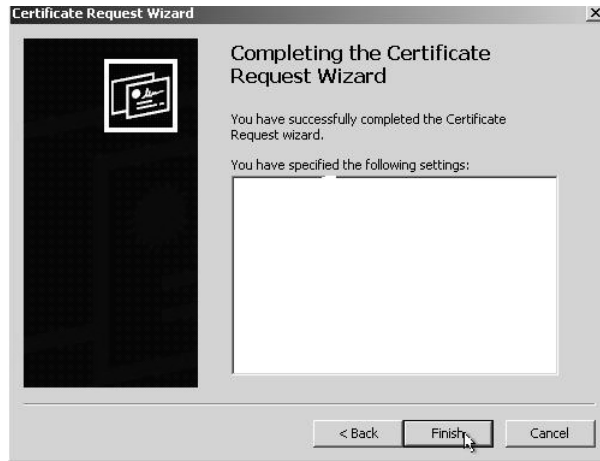 Certificate Request Wizard
Completing the Certificate
Request Wizard
You have successfully completed the Certificate
Request wizard.
You have specified the following settings:
< Back
Finish
Cancel